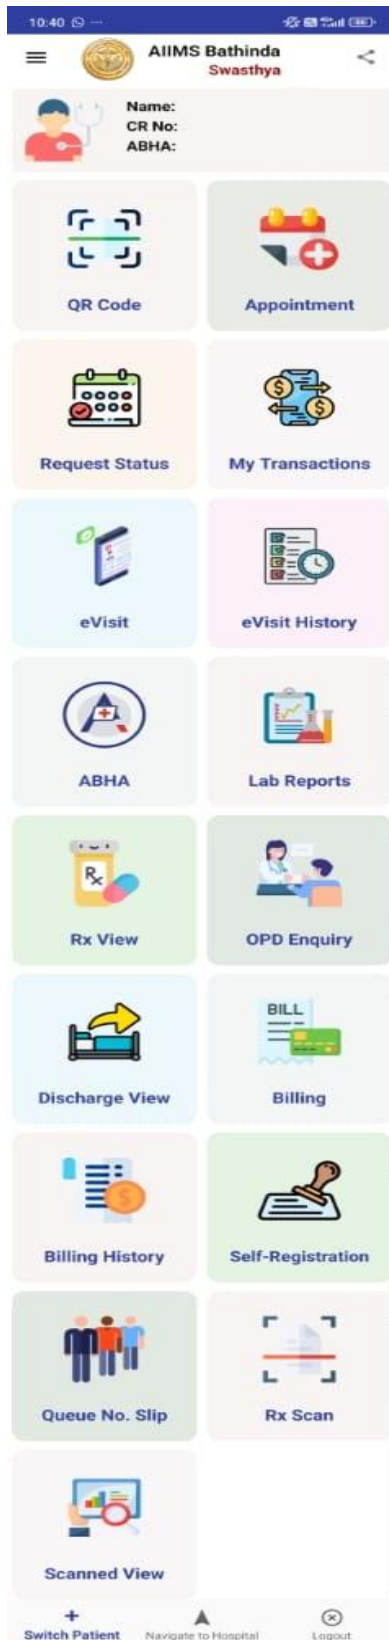 10:40
AIIMS Bathinda
Swasthya
Name:
CR No:
ABHA:
QR Code
Appointment
Request Status
My Transactions
eVisit
eVisit History
ABHA
Lab Reports
Rx
Rx View
OPD Enquiry
BILL
Discharge View
Billing
Billing History
Self-Registration
Queue No. Slip
Rx Scan
Scanned View
Switch Patient
Navigate to Hospital
Logout